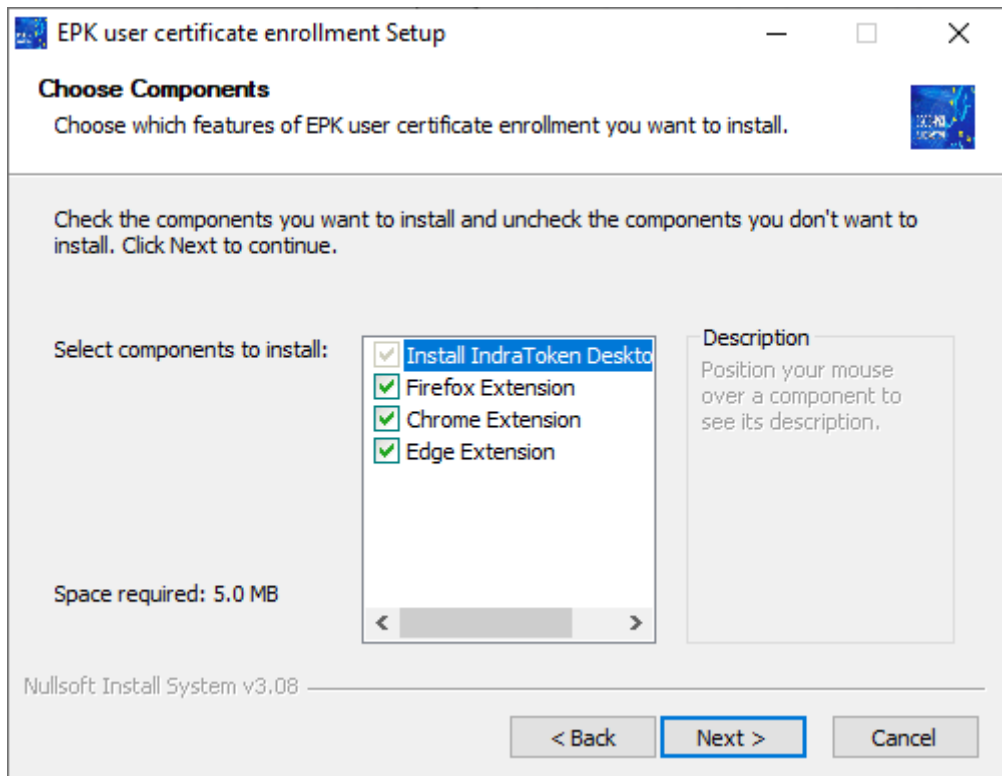 EPK user certificate enrollment Setup
Choose Components
Choose which features of EPK user certificate enrollment you want to install.
Check the components you want to install and uncheck the components you don't want to
install. Click Next to continue.
Select components to install:
Install IndraToken Deskto
Firefox Extension
Chrome Extension
Edge Extension
Description
Position your mouse
over a component to
see its description.
Space required: 5.0 MB
Nullsoft Install System v3.08
< Back
Next >
Cancel